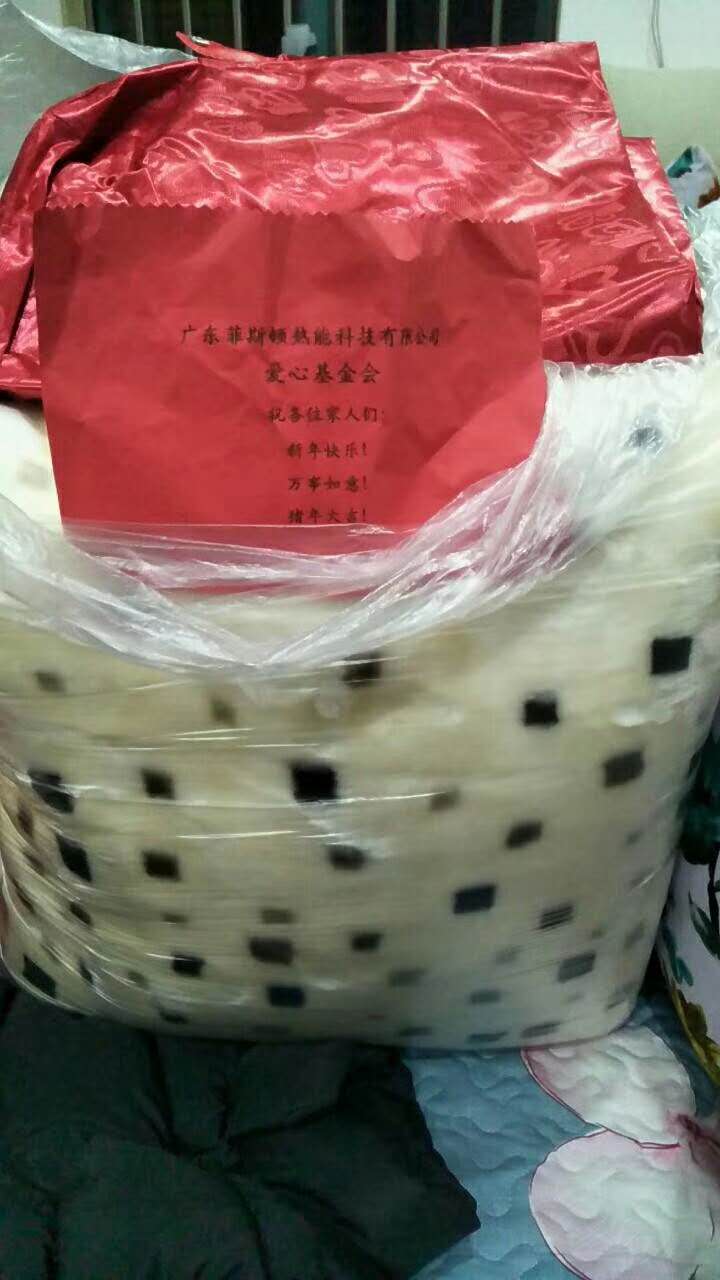 广东菲斯顿热能科技有限公司
爱心基金会
祝各位家人们:
新年快乐!
万事如意!
猪年大吉!